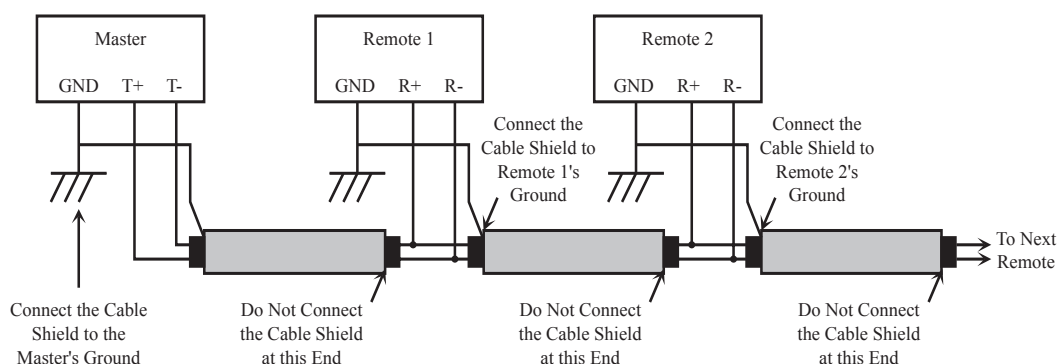 Master
GND T+ T-
Remote 1
GND R+ R-
Remote 2
GND R+ R-
Connect the
Cable Shield to
Remote 1's
Ground
Connect the
Cable Shield to
Remote 2's
Ground
To Next
Remote
Connect the Cable
Shield to the
Master's Ground
Do Not Connect
the Cable Shield
at this End
Do Not Connect
the Cable Shield
at this End
Do Not Connect
the Cable Shield
at this End